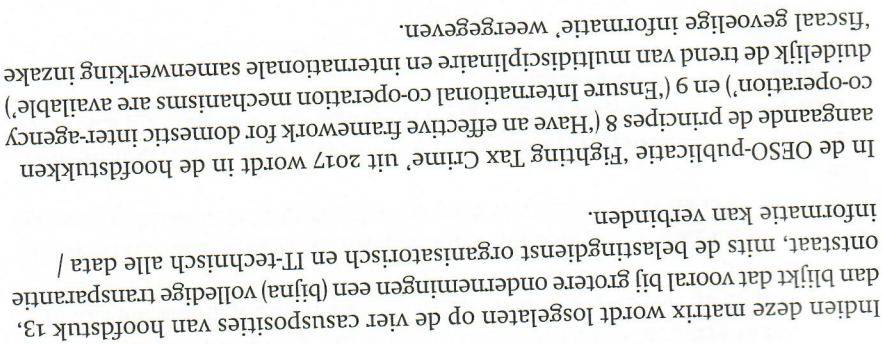 Indien deze matrix wordt losgelaten op de vier casusposities van hoofdstuk 13,
dan blijkt dat vooral bij grotere ondernemingen een (bijna) volledige transparantie
ontstaat, mits de belastingdienst organisatorisch en IT-technisch alle data /
informatie kan verbinden.
In de OESO-publicatie ‘Fighting Tax Crime’ uit 2017 wordt in de hoofdstukken
aangaande de principes 8 (‘Have an effective framework for domestic inter-agency
co-operation’) en 9 (‘Ensure International co-operation mechanisms are available’)
duidelijk de trend van multidisciplinaire en internationale samenwerking inzake
‘fiscaal gevoelige informatie’ weergegeven.